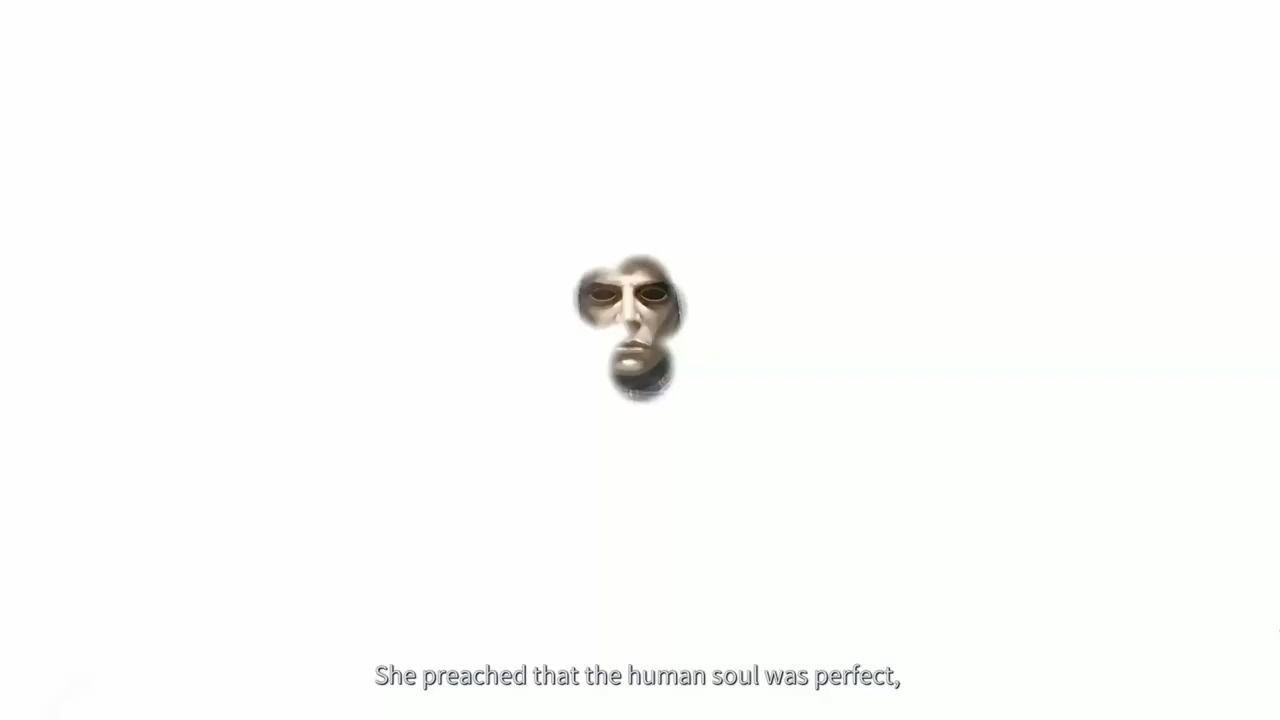 She preached that the human soul was perfect,